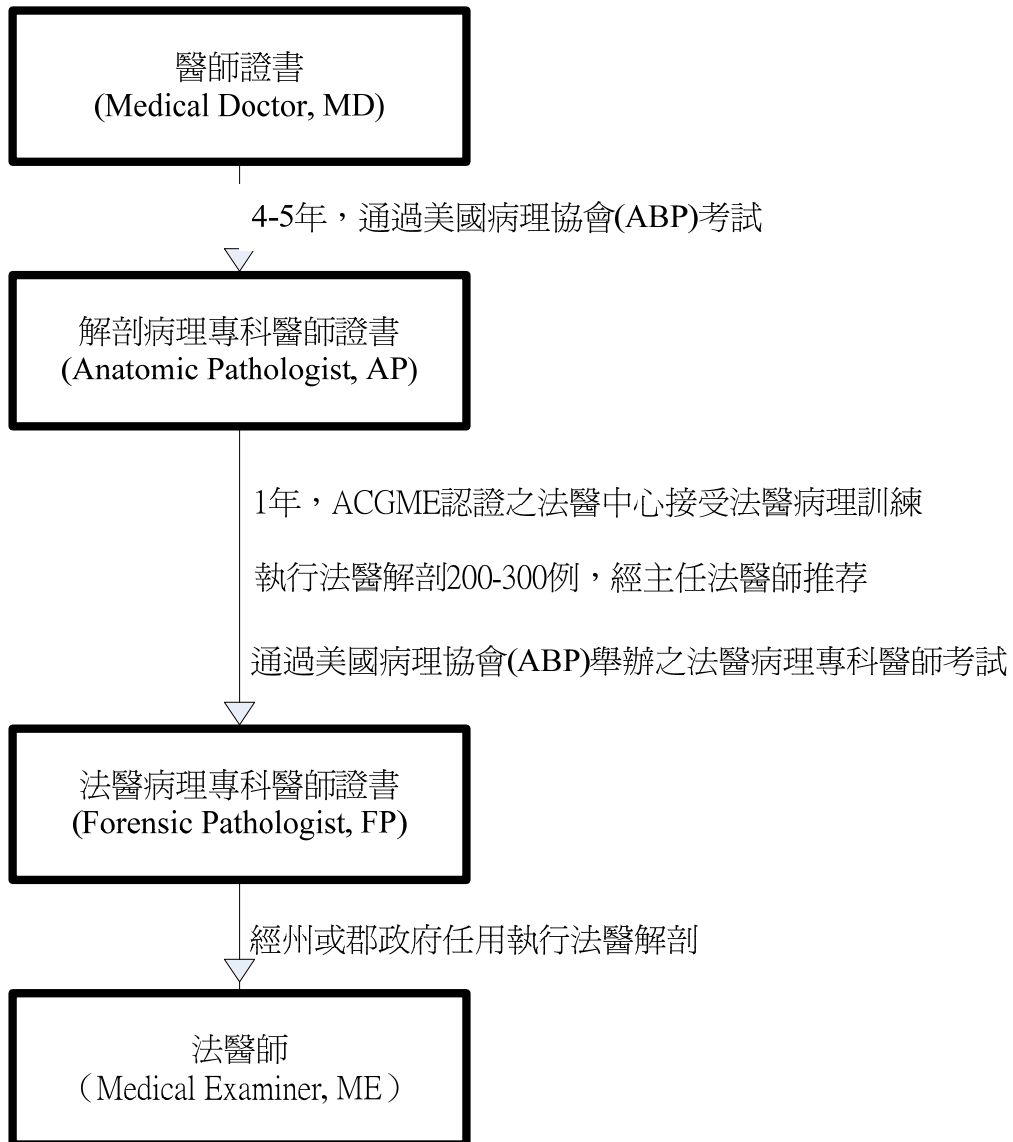 醫師證書
(Medical Doctor, MD)
4-5年，通過美國病理協會(ABP)考試
解剖病理專科醫師證書
(Anatomic Pathologist, AP)
1年，ACGME認證之法醫中心接受法醫病理訓練
執行法醫解剖200-300例，經主任法醫師推荐
通過美國病理協會(ABP)舉辦之法醫病理專科醫師考試
法醫病理專科醫師證書
(Forensic Pathologist, FP)
經州或郡政府任用執行法醫解剖
法醫師
（Medical Examiner, ME）